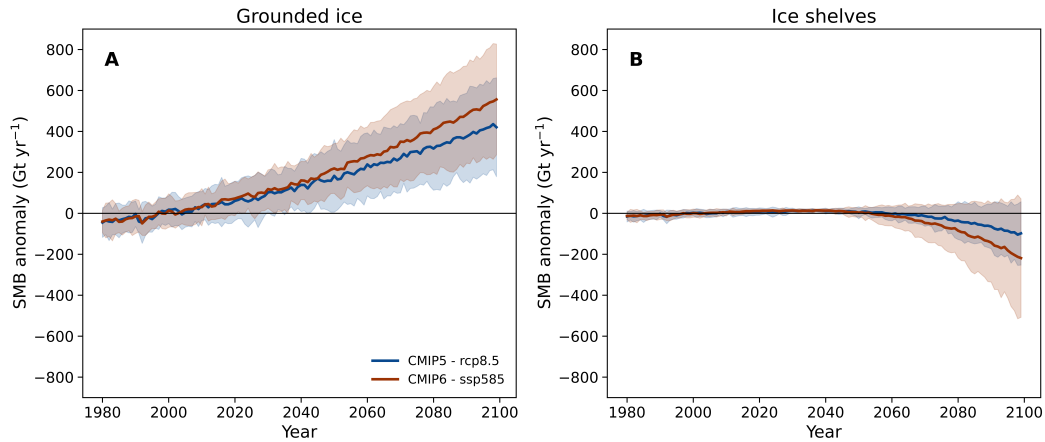 Grounded ice
A
800
600
400
200
0
−200
−400
−600
−800
SMB anomaly (Gt yr⁻¹)
CMIP5 - rcp8.5
CMIP6 - ssp585
1980 2000 2020 2040 2060 2080 2100
Year
Ice shelves
B
800
600
400
200
0
−200
−400
−600
−800
SMB anomaly (Gt yr⁻¹)
1980 2000 2020 2040 2060 2080 2100
Year